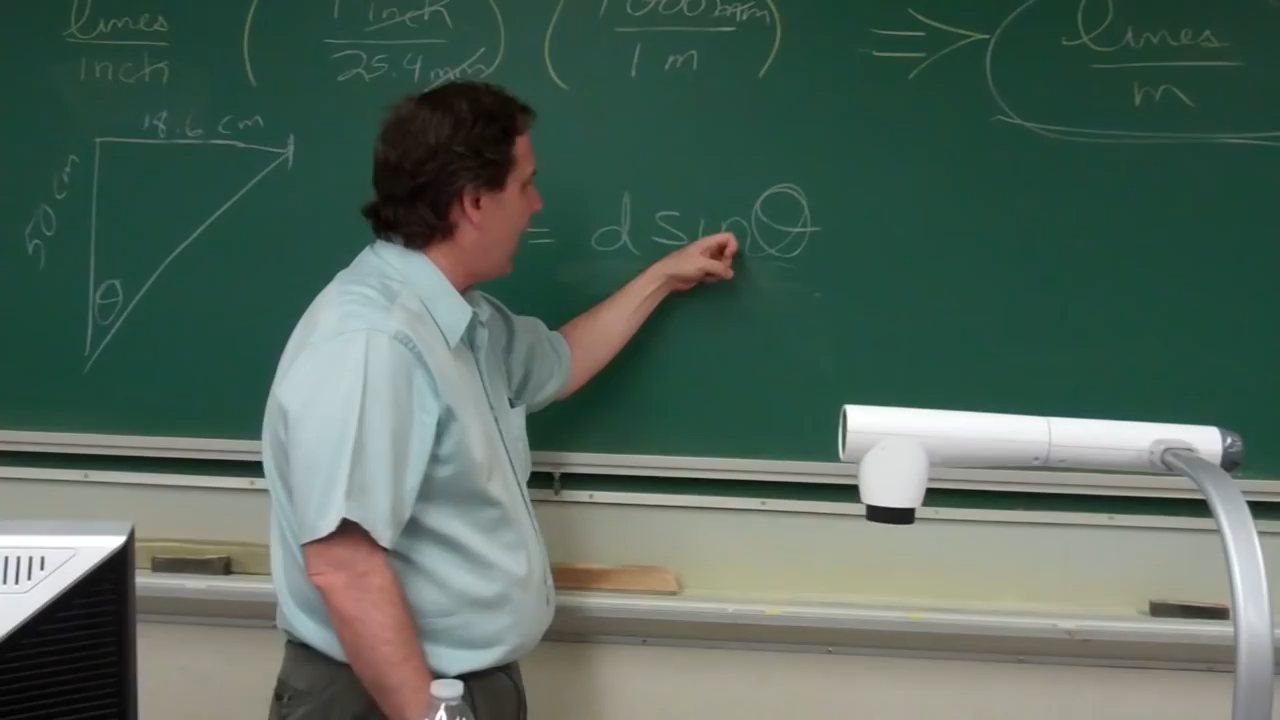 lines/inch (1 inch/25.4 mm) (1000 mm/1 m) ⇒ lines/m
18.6 cm
50 cm
= d sin θ
θ